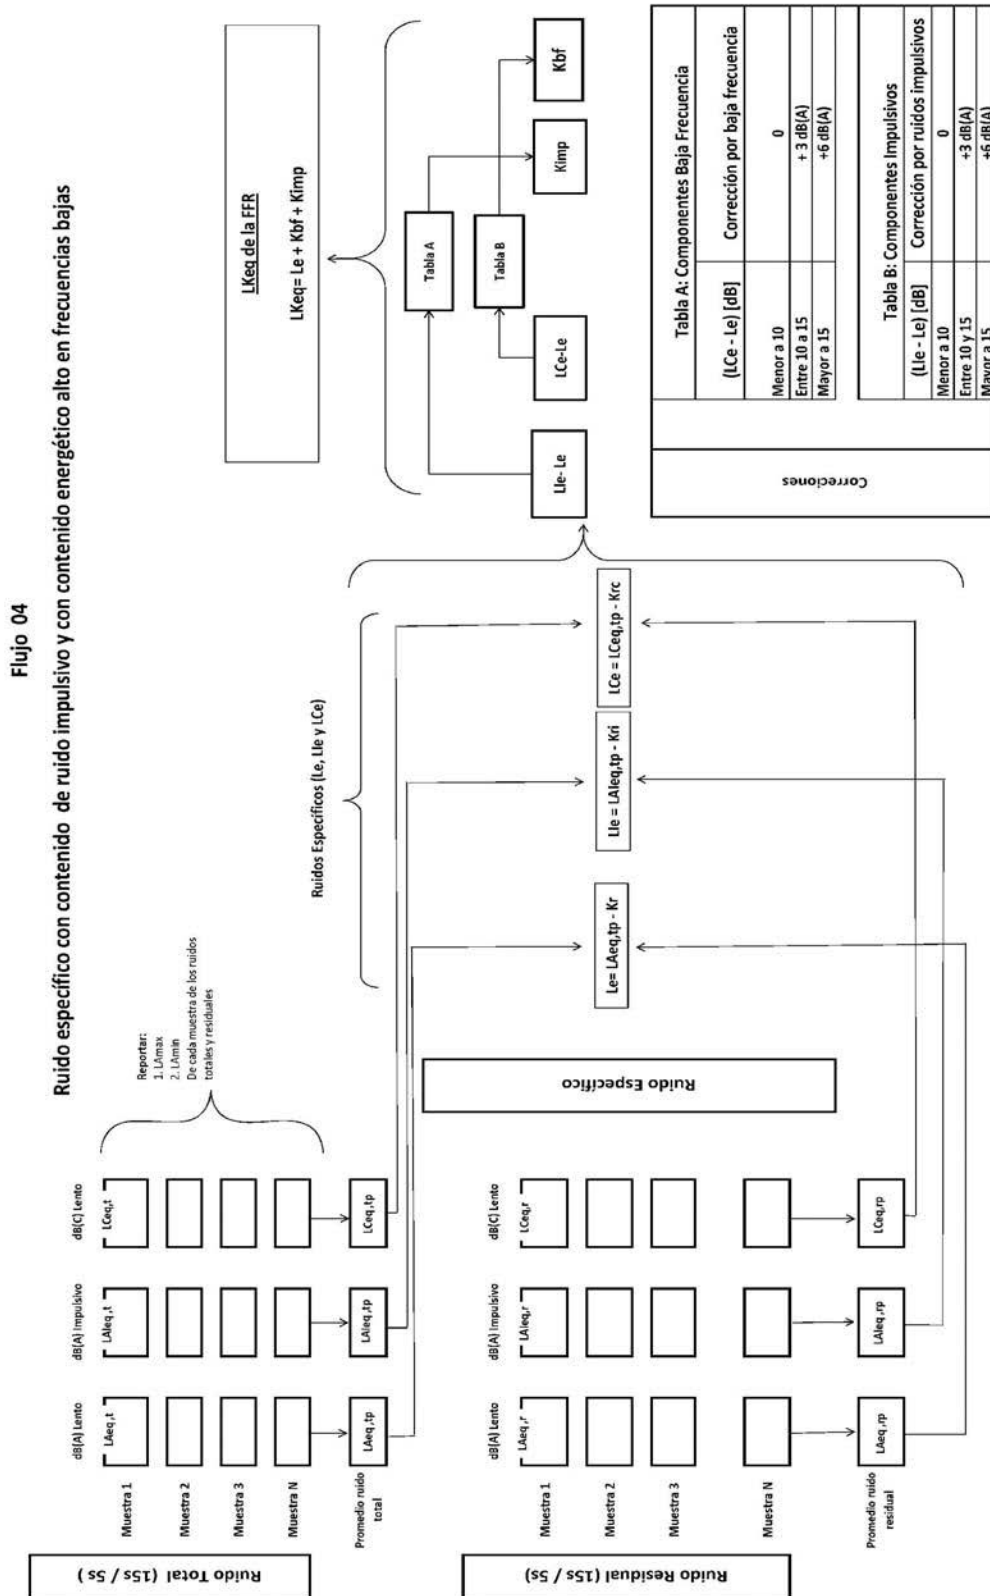 Flujo 04
Ruido específico con contenido de ruido impulsivo y con contenido energético alto en frecuencias bajas
Ruido Total (15s / 5s )
dB(A) Lento
dB(A) Impulsivo
dB(C) Lento
Muestra 1
LAeq ,t
LAIeq ,t
LCeq,t
Muestra 2
Muestra 3
Muestra N
Promedio ruido
total
LAeq ,tp
LAIeq,tp
LCeq,tp
Reportar:
1. LAmax
2. LAmin
De cada muestra de los ruidos
totales y residuales
Ruido Residual (15s / 5s)
dB(A) Lento
dB(A) Impulsivo
dB(C) Lento
Muestra 1
LAeq ,r
LAIeq,r
LCeq,r
Muestra 2
Muestra 3
Muestra N
Promedio ruido
residual
LAeq ,rp
LAIeq,rp
LCeq,rp
Ruido Específico
Ruidos Específicos (Le, LIe y LCe)
Le= LAeq,tp - Kr
LIe = LAIeq,tp - Kri
LCe = LCeq,tp - Krc
LIe- Le
LCe-Le
Tabla A
Tabla B
Kimp
Kbf
LKeq de la FFR
LKeq= Le + Kbf + Kimp
Correciones
Tabla A: Componentes Baja Frecuencia
(LCe - Le) [dB]
Corrección por baja frecuencia
Menor a 10
0
Entre 10 a 15
+ 3 dB(A)
Mayor a 15
+6 dB(A)
Tabla B: Componentes Impulsivos
(LIe - Le) [dB]
Corrección por ruidos impulsivos
Menor a 10
0
Entre 10 y 15
+3 dB(A)
Mayor a 15
+6 dB(A)